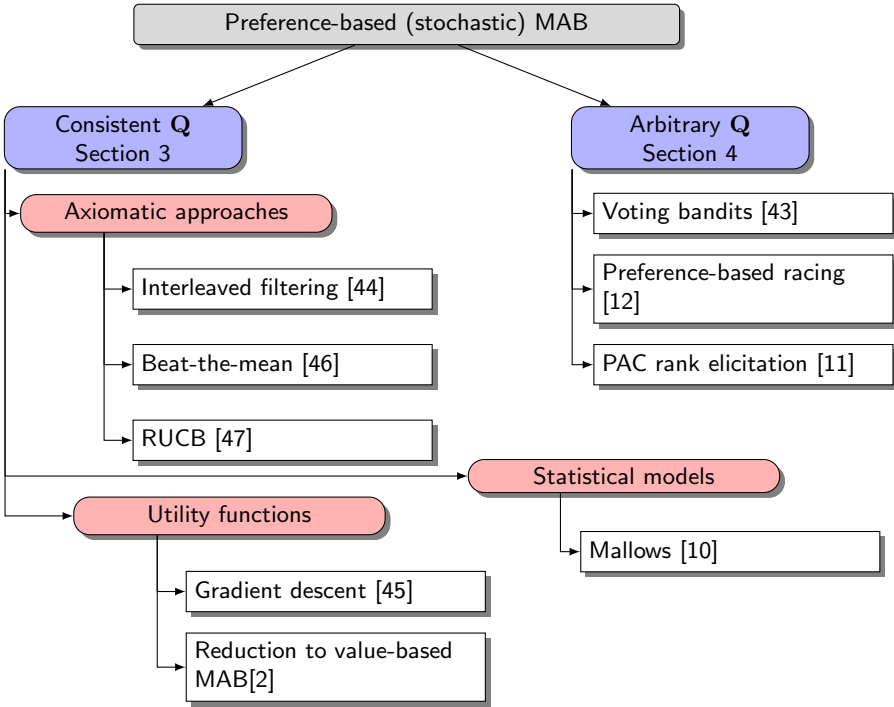 Preference-based (stochastic) MAB
Consistent Q
Section 3
Arbitrary Q
Section 4
Axiomatic approaches
Voting bandits [43]
Interleaved filtering [44]
Preference-based racing
[12]
Beat-the-mean [46]
PAC rank elicitation [11]
RUCB [47]
Statistical models
Utility functions
Mallows [10]
Gradient descent [45]
Reduction to value-based
MAB[2]